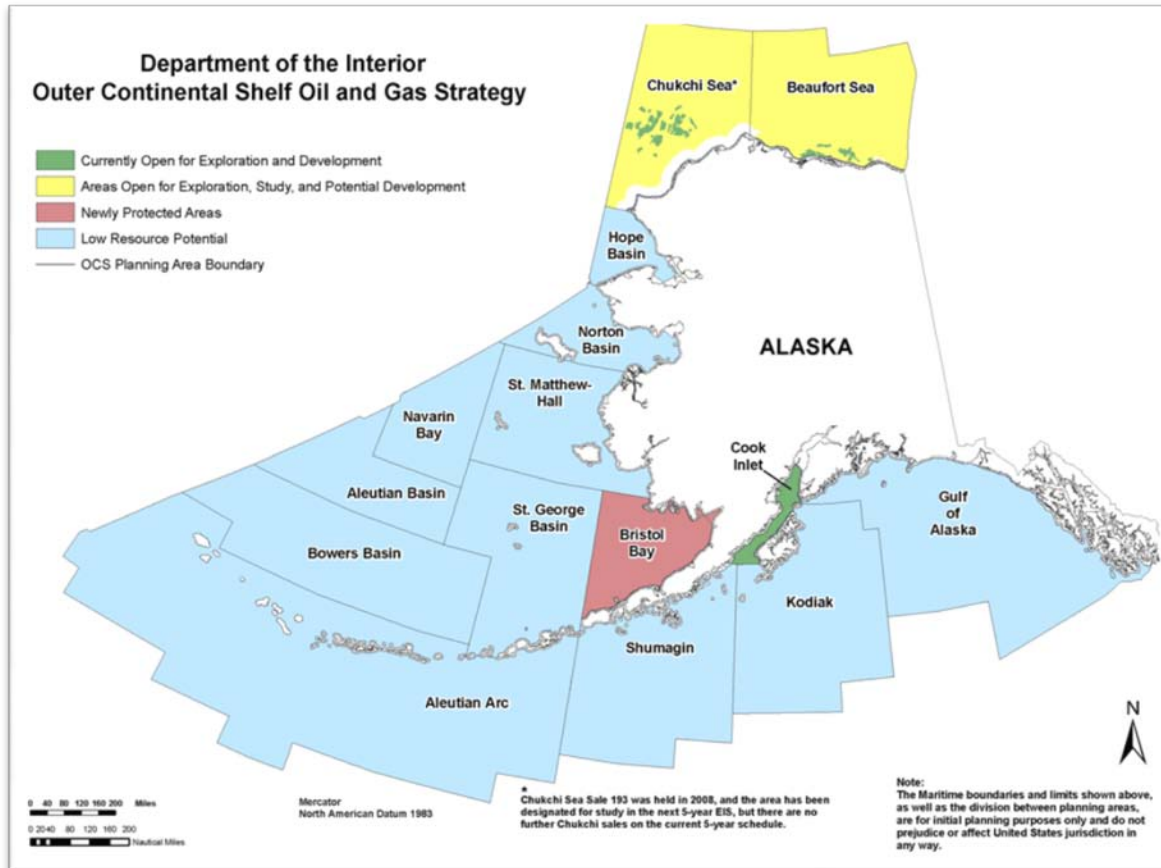 Department of the Interior
Outer Continental Shelf Oil and Gas Strategy
Currently Open for Exploration and Development
Areas Open for Exploration, Study, and Potential Development
Newly Protected Areas
Low Resource Potential
OCS Planning Area Boundary
Chukchi Sea*
Beaufort Sea
Hope
Basin
Norton
Basin
ALASKA
St. Matthew-
Hall
Navarin
Bay
Cook
Inlet
Aleutian Basin
St. George
Basin
Gulf
of
Alaska
Bristol
Bay
Bowers Basin
Kodiak
Shumagin
Aleutian Arc
N
0 40 80 120 160 200 Miles
0 20 40 80 120 160 200
Nautical Miles
Mercator
North American Datum 1983
*
Chukchi Sea Sale 193 was held in 2008, and the area has been
designated for study in the next 5-year EIS, but there are no
further Chukchi sales on the current 5-year schedule.
Note:
The Maritime boundaries and limits shown above,
as well as the division between planning areas,
are for initial planning purposes only and do not
prejudice or affect United States jurisdiction in
any way.